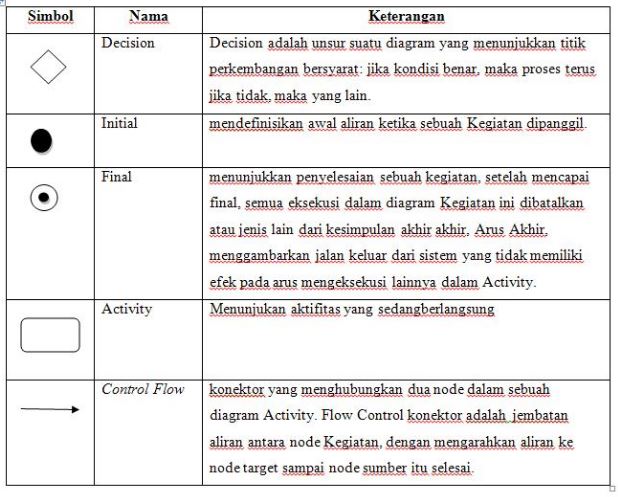 Simbol Nama Keterangan
Decision Decision adalah unsur suatu diagram yang menunjukkan titik
perkembangan bersyarat: jika kondisi benar, maka proses terus
jika tidak, maka yang lain.
Initial mendefinisikan awal aliran ketika sebuah Kegiatan dipanggil.
Final menunjukkan penyelesaian sebuah kegiatan, setelah mencapai
final, semua eksekusi dalam diagram Kegiatan ini dibatalkan
atau jenis lain dari kesimpulan akhir akhir, Arus Akhir,
menggambarkan jalan keluar dari sistem yang tidak memiliki
efek pada arus mengeksekusi lainnya dalam Activity.
Activity Menunjukan aktifitas yang sedangberlangsung
Control Flow konektor yang menghubungkan dua node dalam sebuah
diagram Activity. Flow Control konektor adalah jembatan
aliran antara node Kegiatan, dengan mengarahkan aliran ke
node target sampai node sumber itu selesai.